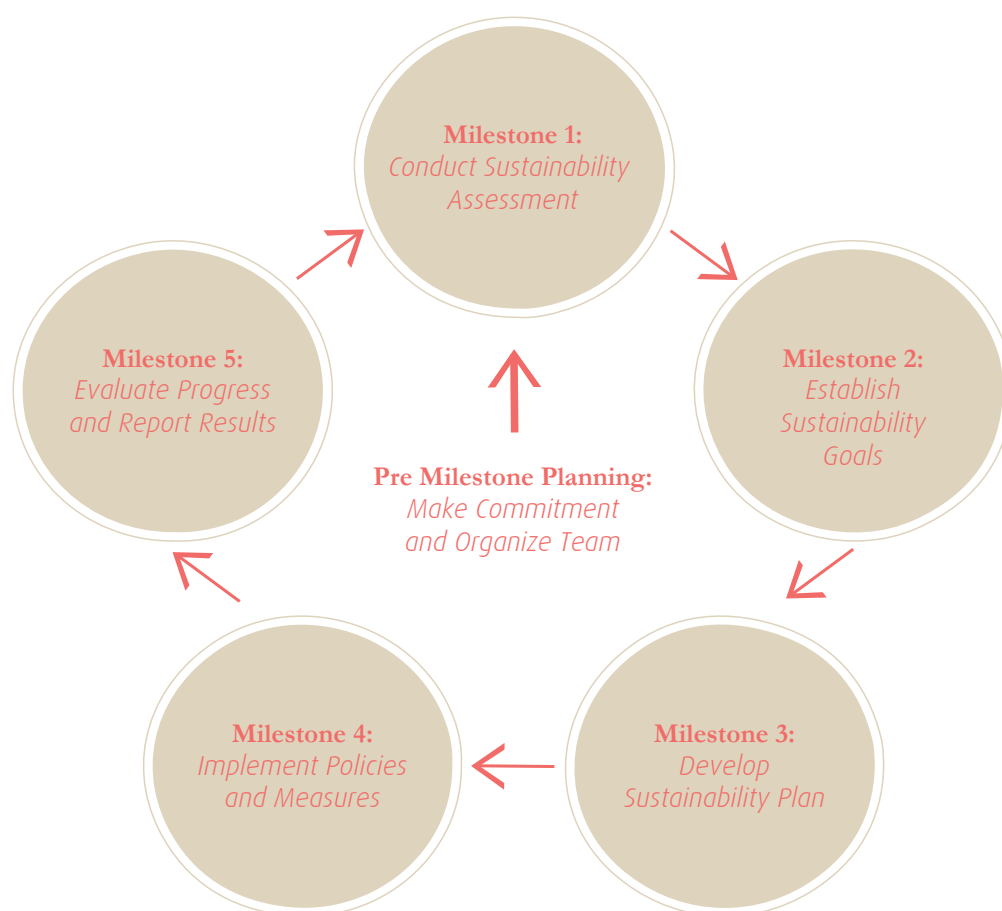 Milestone 1:
Conduct Sustainability
Assessment
Milestone 5:
Evaluate Progress
and Report Results
Milestone 2:
Establish
Sustainability
Goals
Pre Milestone Planning:
Make Commitment
and Organize Team
Milestone 4:
Implement Policies
and Measures
Milestone 3:
Develop
Sustainability Plan